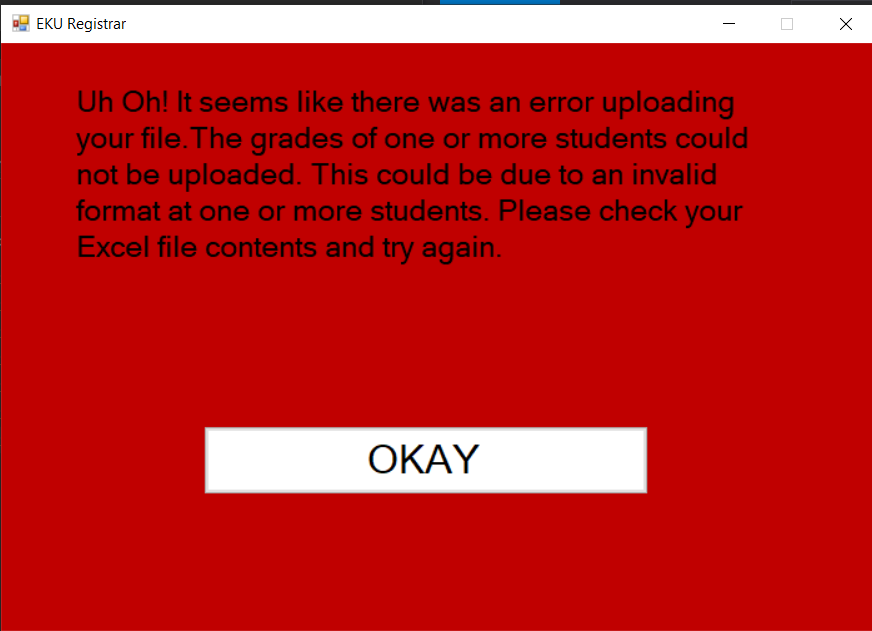 EKU Registrar
Uh Oh! It seems like there was an error uploading
your file.The grades of one or more students could
not be uploaded. This could be due to an invalid
format at one or more students. Please check your
Excel file contents and try again.
OKAY